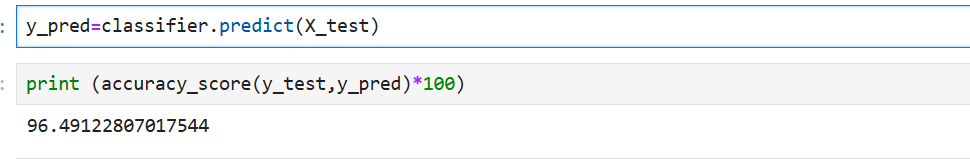 : y_pred=classifier.predict(X_test)
: print (accuracy_score(y_test,y_pred)*100)
96.49122807017544